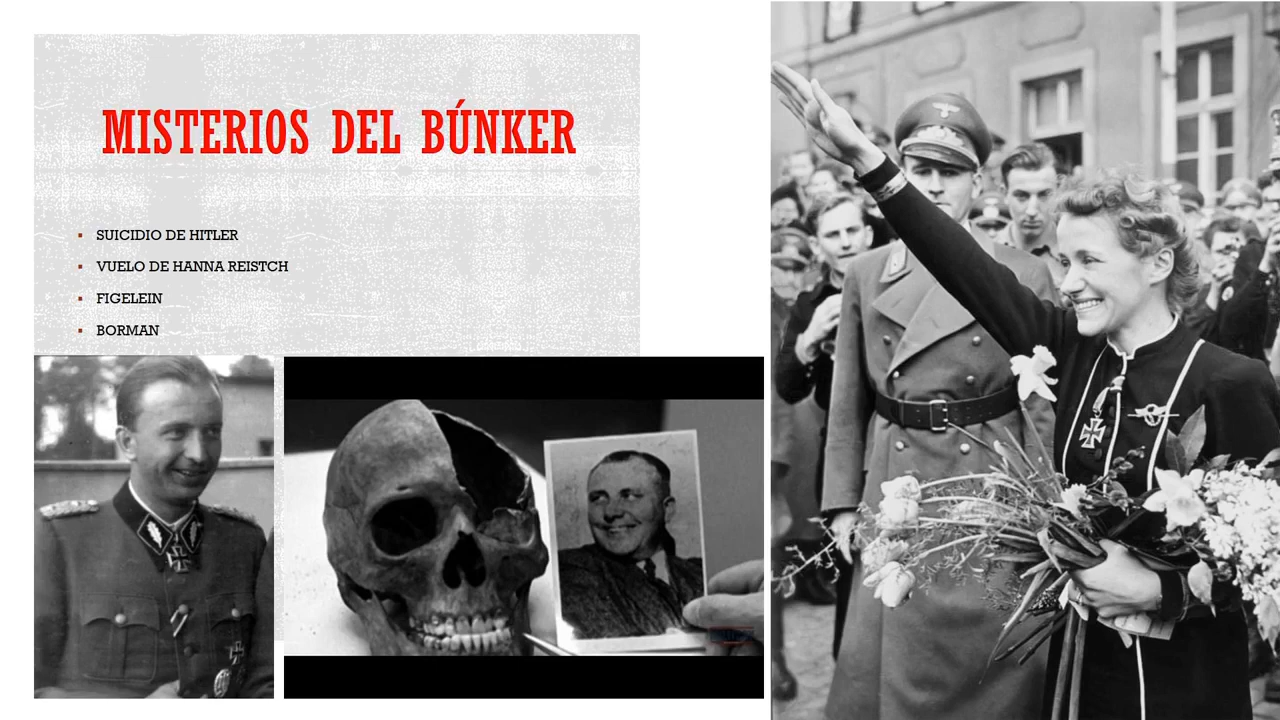 MISTERIOS DEL BÚNKER
SUICIDIO DE HITLER
VUELO DE HANNA REISTCH
FIGELEIN
BORMAN